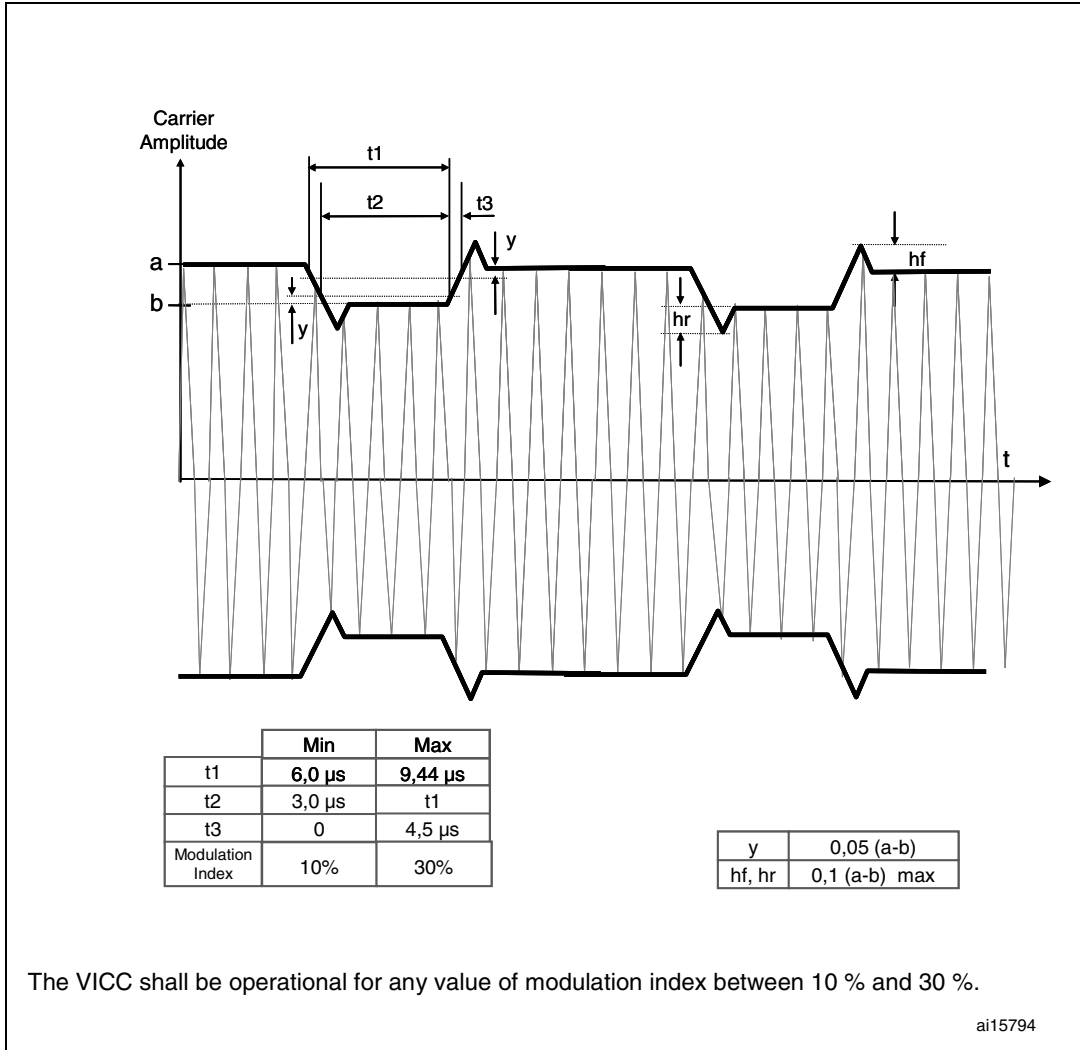 Carrier
Amplitude
t1
t2
t3
y
a
hf
b
hr
y
t
Min Max
t1 6,0 µs 9,44 µs
t2 3,0 µs t1
t3 0 4,5 µs
Modulation
Index 10% 30%
y 0,05 (a-b)
hf, hr 0,1 (a-b) max
The VICC shall be operational for any value of modulation index between 10 % and 30 %.
ai15794